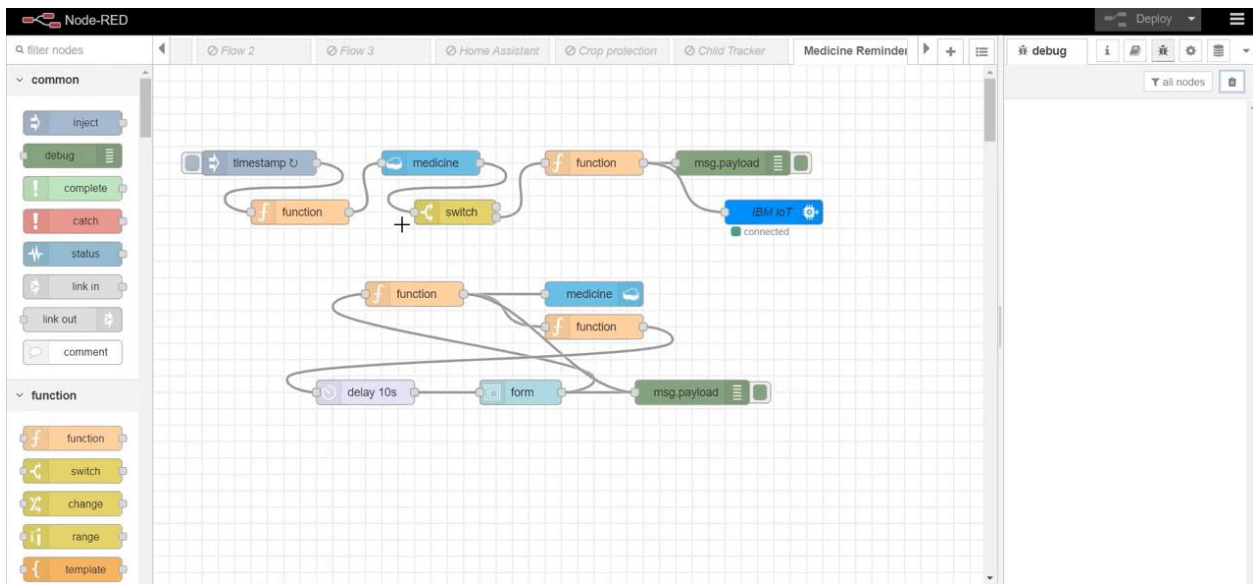 Node-RED
Deploy
filter nodes
Flow 2
Flow 3
Home Assistant
Crop protection
Child Tracker
Medicine Reminder
debug
i
all nodes
common
inject
debug
complete
catch
status
link in
link out
comment
function
function
switch
change
range
template
timestamp ↻
medicine
function
msg.payload
function
switch
IBM IoT
connected
function
medicine
function
delay 10s
form
msg.payload